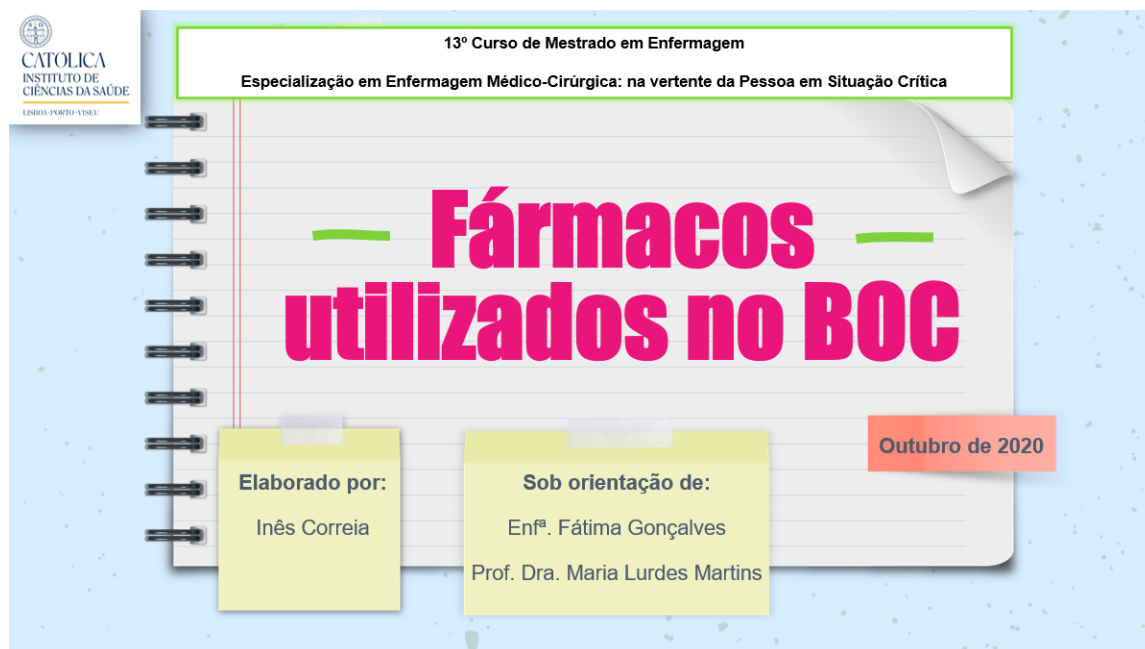 CATÓLICA
INSTITUTO DE
CIÊNCIAS DA SAÚDE
LISBOA·PORTO·VISEU
13º Curso de Mestrado em Enfermagem
Especialização em Enfermagem Médico-Cirúrgica: na vertente da Pessoa em Situação Crítica
Fármacos
utilizados no BOC
Outubro de 2020
Elaborado por:
Inês Correia
Sob orientação de:
Enfª. Fátima Gonçalves
Prof. Dra. Maria Lurdes Martins